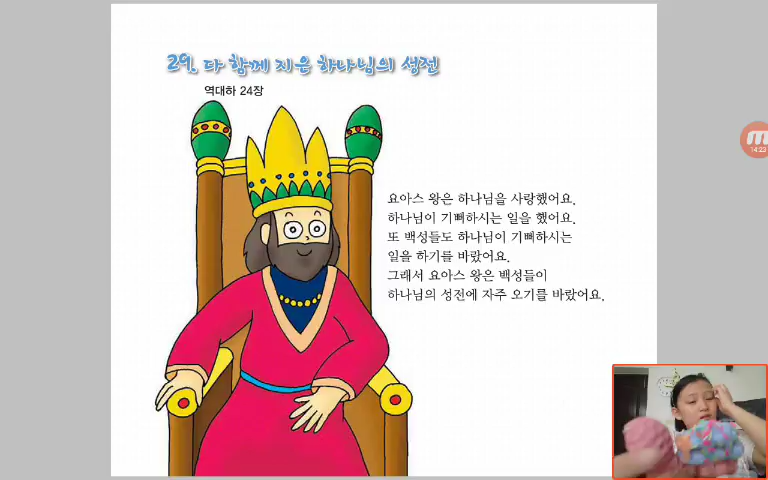 29. 다 함께 지은 하나님의 성전
역대하 24장
요아스 왕은 하나님을 사랑했어요.
하나님이 기뻐하시는 일을 했어요.
또 백성들도 하나님이 기뻐하시는
일을 하기를 바랐어요.
그래서 요아스 왕은 백성들이
하나님의 성전에 자주 오기를 바랐어요.
14:23